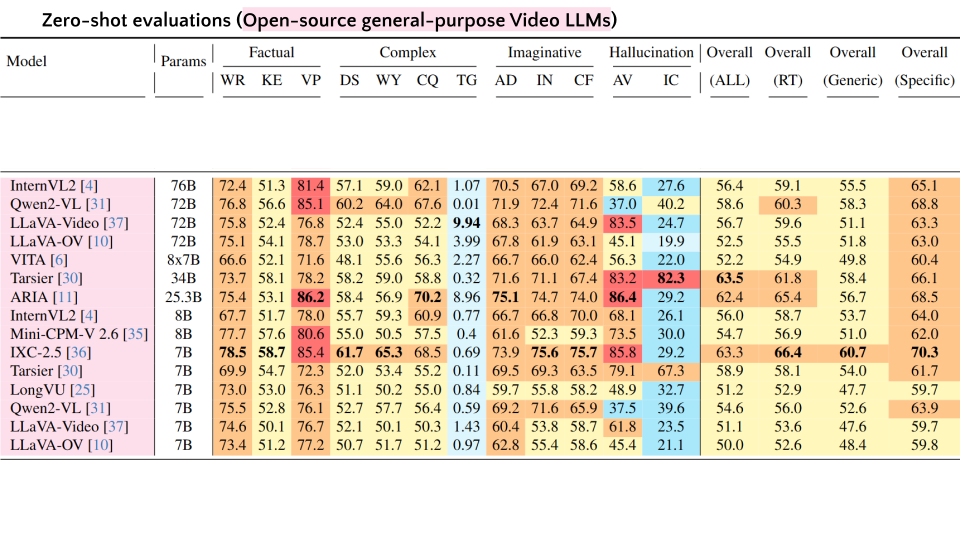 Zero-shot evaluations (Open-source general-purpose Video LLMs)
Model Params Factual Complex Imaginative Hallucination Overall Overall Overall Overall
WR KE VP DS WY CQ TG AD IN CF AV IC (ALL) (RT) (Generic) (Specific)
InternVL2 [4] 76B 72.4 51.3 81.4 57.1 59.0 62.1 1.07 70.5 67.0 69.2 58.6 27.6 56.4 59.1 55.5 65.1
Qwen2-VL [31] 72B 76.8 56.6 85.1 60.2 64.0 67.6 0.01 71.9 72.4 71.6 37.0 40.2 58.6 60.3 58.3 68.8
LLaVA-Video [37] 72B 75.8 52.4 76.8 52.4 55.0 52.2 9.94 68.3 63.7 64.9 83.5 24.7 56.7 59.6 51.1 63.3
LLaVA-OV [10] 72B 75.1 54.1 78.7 53.0 53.3 54.1 3.99 67.8 61.9 63.1 45.1 19.9 52.5 55.5 51.8 63.0
VITA [6] 8x7B 66.6 52.1 71.6 48.1 55.6 56.3 2.27 66.7 66.0 62.4 56.3 22.0 52.2 54.9 49.8 60.4
Tarsier [30] 34B 73.7 58.1 78.2 58.2 59.0 58.8 0.32 71.6 71.1 67.4 83.2 82.3 63.5 61.8 58.4 66.1
ARIA [11] 25.3B 75.4 53.1 86.2 58.4 56.9 70.2 8.96 75.1 74.7 74.0 86.4 29.2 62.4 65.4 56.7 68.5
InternVL2 [4] 8B 67.7 51.7 78.0 55.7 59.3 60.9 0.77 66.7 66.8 70.0 68.1 26.1 56.0 58.7 53.7 64.0
Mini-CPM-V 2.6 [35] 8B 77.7 57.6 80.6 55.0 50.5 57.5 0.4 61.6 52.3 59.3 73.5 30.0 54.7 56.9 51.0 62.0
IXC-2.5 [36] 7B 78.5 58.7 85.4 61.7 65.3 68.5 0.69 73.9 75.6 75.7 85.8 29.2 63.3 66.4 60.7 70.3
Tarsier [30] 7B 69.9 54.7 72.3 52.0 53.4 55.2 0.11 69.5 69.3 63.5 79.1 67.3 58.9 58.1 54.0 61.7
LongVU [25] 7B 73.0 53.0 76.3 51.1 50.2 55.0 0.84 59.7 55.8 58.2 48.9 32.7 51.2 52.9 47.7 59.7
Qwen2-VL [31] 7B 75.5 52.8 76.1 52.7 57.7 56.4 0.59 69.2 71.6 65.9 37.5 39.6 54.6 56.0 52.6 63.9
LLaVA-Video [37] 7B 74.6 50.1 76.7 52.1 50.1 50.3 1.43 60.4 53.8 58.7 61.8 23.5 51.1 53.6 47.6 59.7
LLaVA-OV [10] 7B 73.4 51.2 77.2 50.7 51.7 51.2 0.97 62.8 55.4 58.6 45.4 21.1 50.0 52.6 48.4 59.8